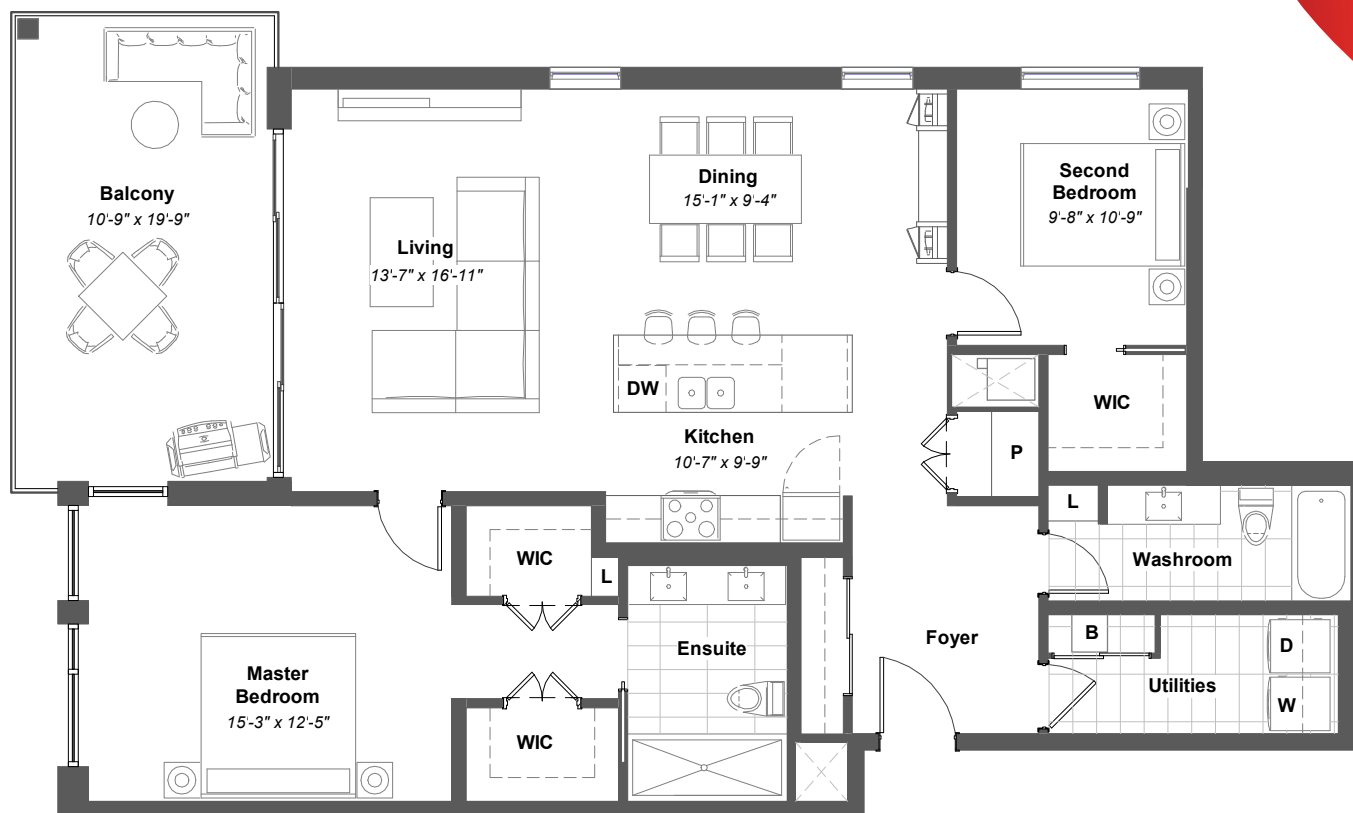 Balcony
10'-9" x 19'-9"
Living
13'-7" x 16'-11"
Dining
15'-1" x 9'-4"
Second
Bedroom
9'-8" x 10'-9"
DW
Kitchen
10'-7" x 9'-9"
WIC
P
L
Washroom
WIC
L
Ensuite
Foyer
B
D
Utilities
W
Master
Bedroom
15'-3" x 12'-5"
WIC